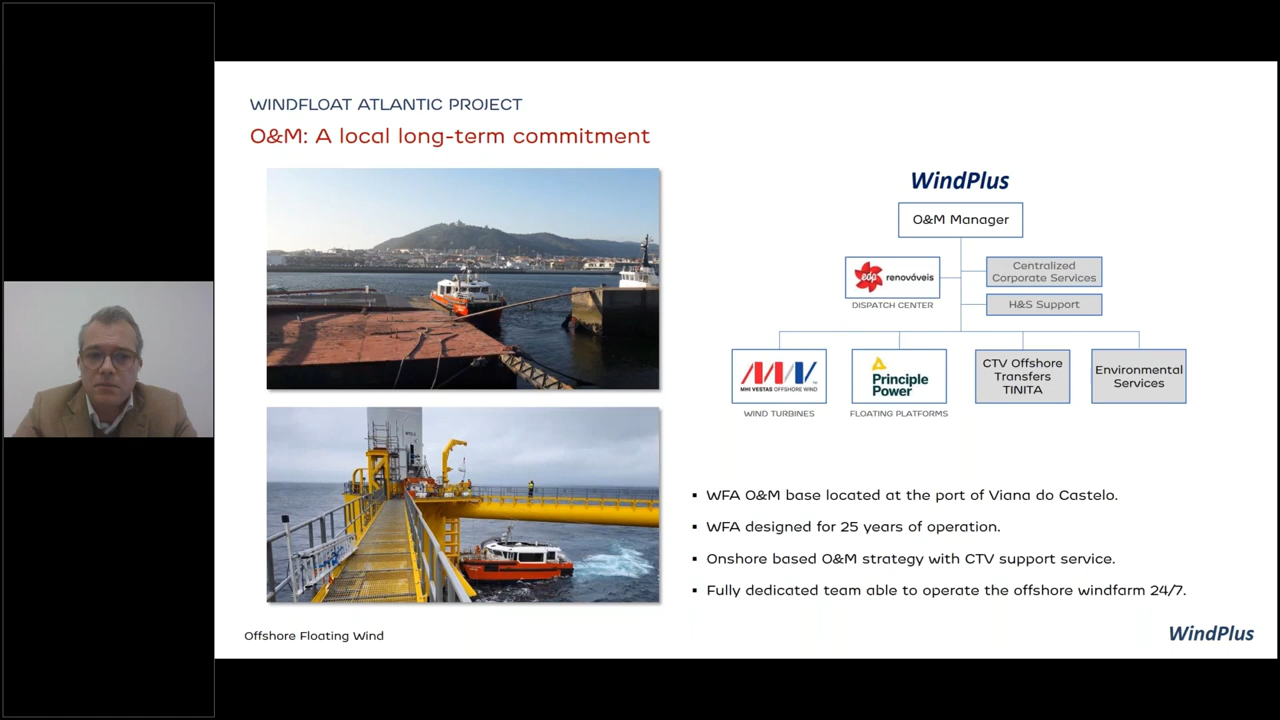 WINDFLOAT ATLANTIC PROJECT
O&M: A local long-term commitment
WindPlus
O&M Manager
edp renováveis
DISPATCH CENTER
Centralized
Corporate Services
H&S Support
MHI VESTAS OFFSHORE WIND
WIND TURBINES
Principle
Power
FLOATING PLATFORMS
CTV Offshore
Transfers
TINITA
Environmental
Services
▪ WFA O&M base located at the port of Viana do Castelo.
▪ WFA designed for 25 years of operation.
▪ Onshore based O&M strategy with CTV support service.
▪ Fully dedicated team able to operate the offshore windfarm 24/7.
Offshore Floating Wind
WindPlus